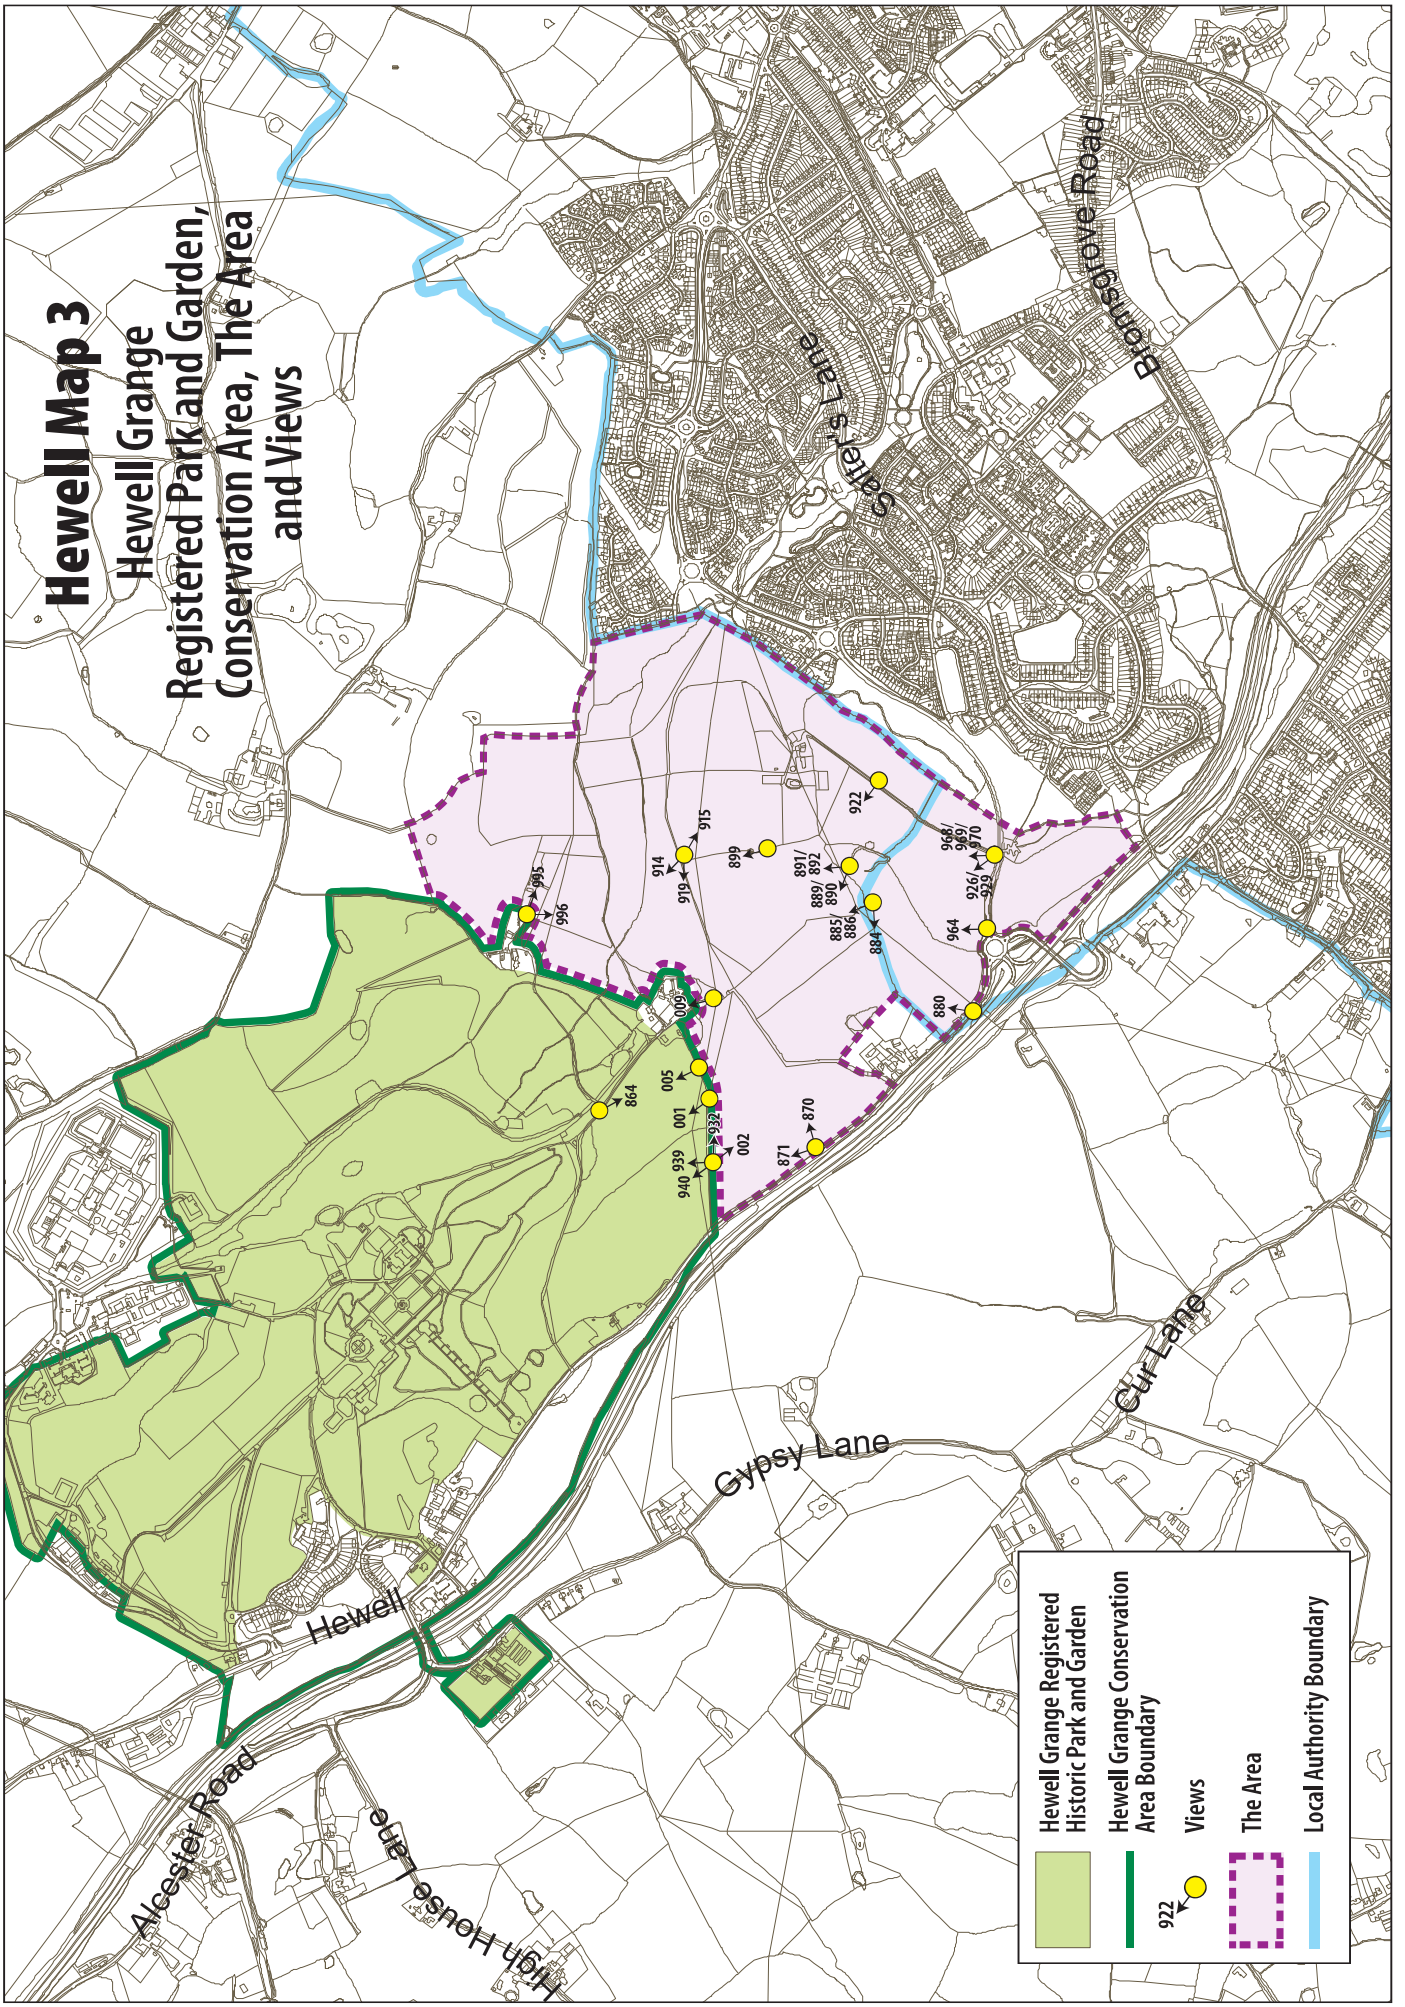 Hewell Map 3
Hewell Grange
Registered Park and Garden,
Conservation Area, The Area
and Views
Alcester Road
High House Lane
Hewell
Gypsy Lane
Cur Lane
Salter's Lane
Bromsgrove Road
995
996
914
915
919
899
922
891/
892
889/
890
885/
886
884
968/
969/
970
926/
929
964
880
009
005
001
932
002
939
940
864
870
871
Hewell Grange Registered
Historic Park and Garden
Hewell Grange Conservation
Area Boundary
922
Views
The Area
Local Authority Boundary